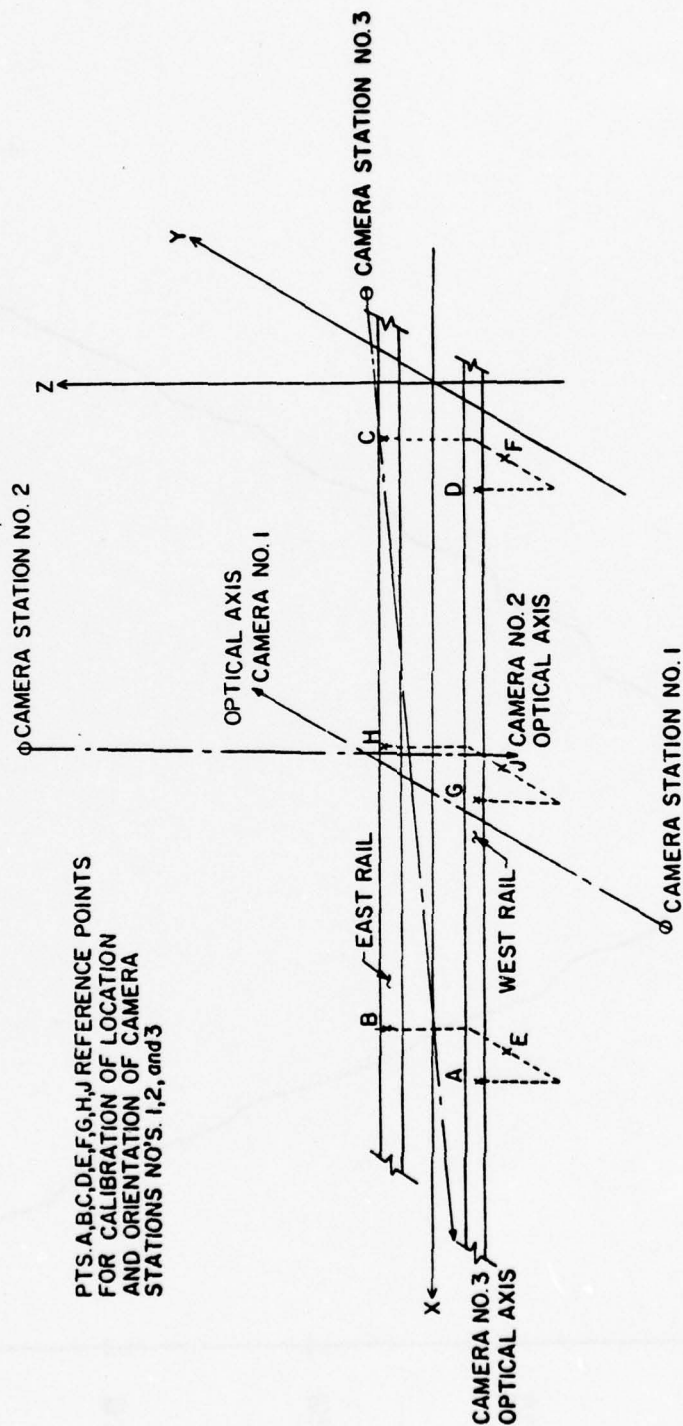 PTS. A,B,C,D,E,F,G,H,J REFERENCE POINTS
FOR CALIBRATION OF LOCATION
AND ORIENTATION OF CAMERA
STATIONS NO'S. 1,2, and 3
CAMERA STATION NO. 2
OPTICAL AXIS
CAMERA NO. 1
Z
Y
CAMERA STATION NO. 3
EAST RAIL
B
H
C
A
E
G
J
D
F
X
WEST RAIL
CAMERA NO. 2
OPTICAL AXIS
CAMERA NO. 3
OPTICAL AXIS
CAMERA STATION NO. 1